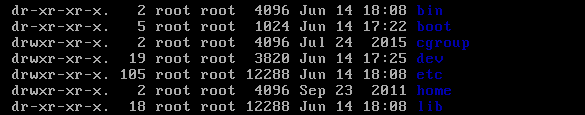 dr-xr-xr-x.   2 root root  4096 Jun 14 18:08 bin
dr-xr-xr-x.   5 root root  1024 Jun 14 17:22 boot
drwxr-xr-x.   2 root root  4096 Jul 24  2015 cgroup
drwxr-xr-x.  19 root root  3820 Jun 14 17:25 dev
drwxr-xr-x. 105 root root 12288 Jun 14 18:08 etc
drwxr-xr-x.   2 root root  4096 Sep 23  2011 home
dr-xr-xr-x.  18 root root 12288 Jun 14 18:08 lib